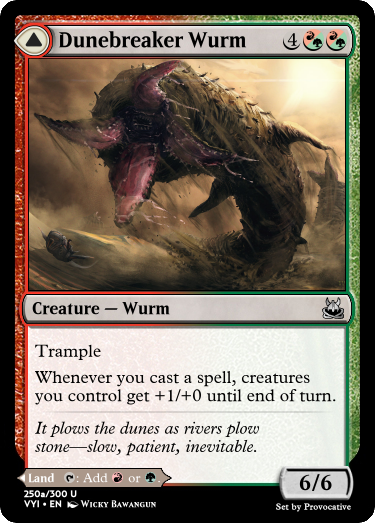 Dunebreaker Wurm 4
Creature — Wurm
Trample
Whenever you cast a spell, creatures
you control get +1/+0 until end of turn.
It plows the dunes as rivers plow
stone—slow, patient, inevitable.
Land : Add or .
6/6
250a/300 U
VYI • EN Wicky Bawangun
Set by Provocative